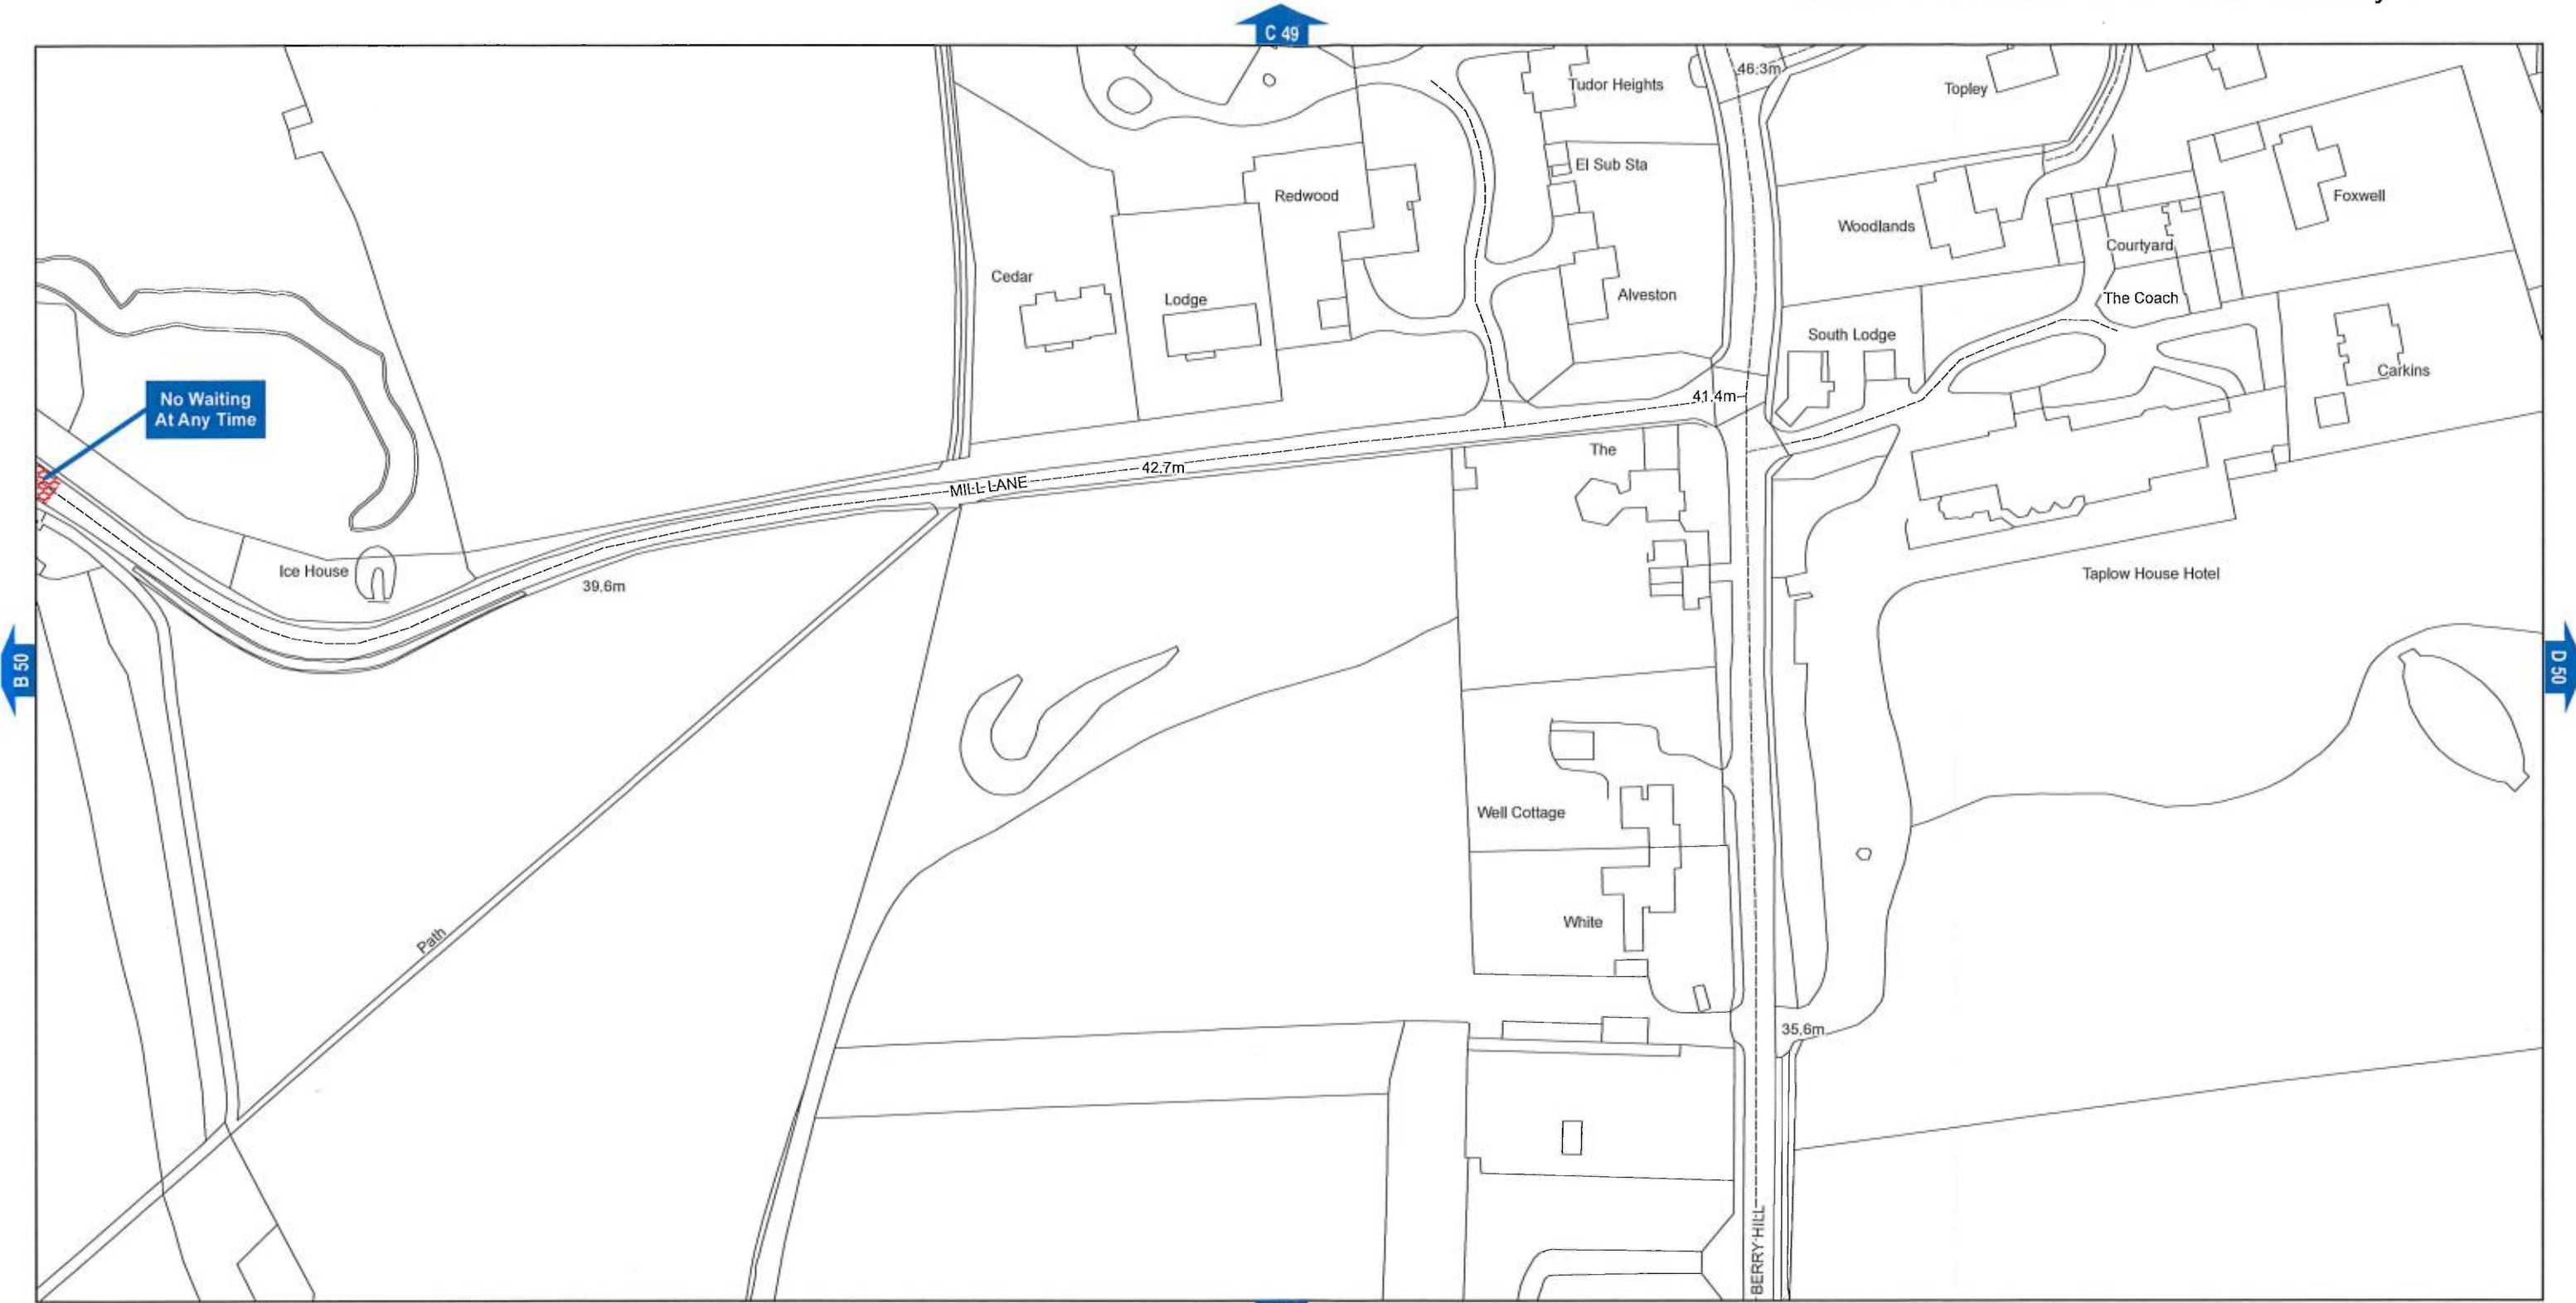 C 49
46.3m
Tudor Heights
Topley
El Sub Sta
Redwood
Foxwell
Woodlands
Courtyard
Cedar
Lodge
Alveston
The Coach
South Lodge
Carkins
No Waiting
At Any Time
41.4m
The
42.7m
MILL LANE
Ice House
39.6m
Taplow House Hotel
B 50
D 50
Well Cottage
White
Path
35.6m
BERRY HILL